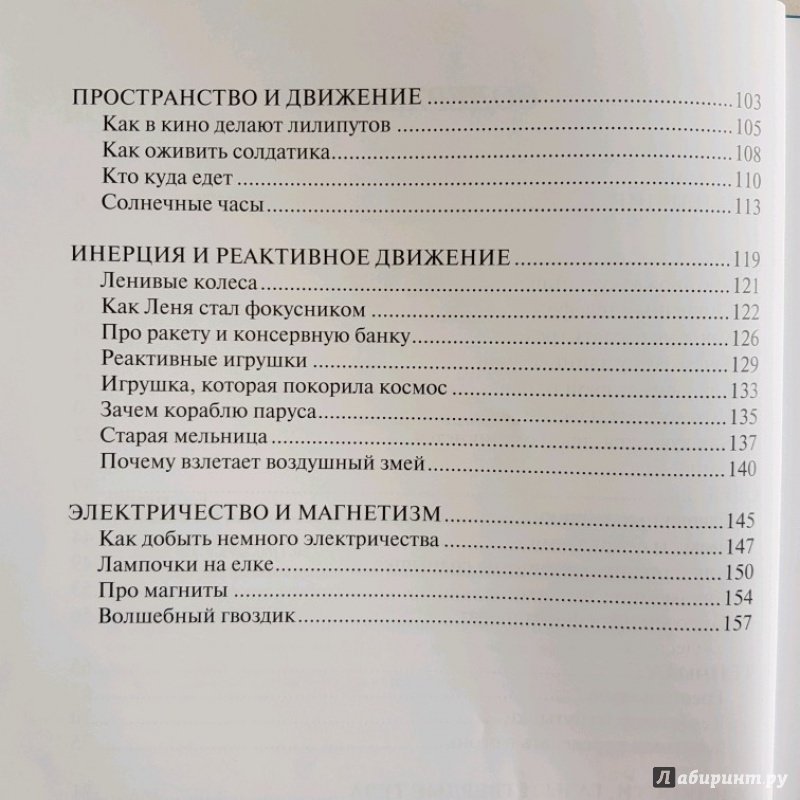 ПРОСТРАНСТВО И ДВИЖЕНИЕ 103
Как в кино делают лилипутов 105
Как оживить солдатика 108
Кто куда едет 110
Солнечные часы 113
ИНЕРЦИЯ И РЕАКТИВНОЕ ДВИЖЕНИЕ 119
Ленивые колеса 121
Как Леня стал фокусником 122
Про ракету и консервную банку 126
Реактивные игрушки 129
Игрушка, которая покорила космос 133
Зачем кораблю паруса 135
Старая мельница 137
Почему взлетает воздушный змей 140
ЭЛЕКТРИЧЕСТВО И МАГНЕТИЗМ 145
Как добыть немного электричества 147
Лампочки на елке 150
Про магниты 154
Волшебный гвоздик 157
Лабиринт.ру